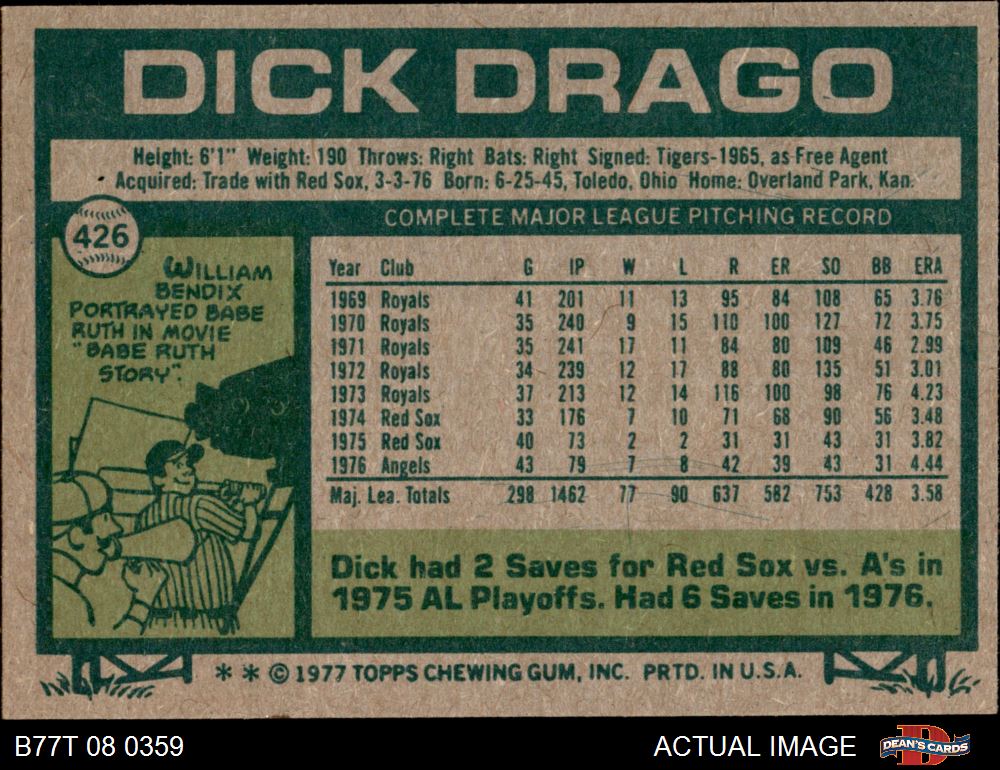 DICK DRAGO
Height: 6'1" Weight: 190 Throws: Right Bats: Right Signed: Tigers-1965, as Free Agent
Acquired: Trade with Red Sox, 3-3-76 Born: 6-25-45, Toledo, Ohio Home: Overland Park, Kan.
426
COMPLETE MAJOR LEAGUE PITCHING RECORD
WILLIAM
BENDIX
PORTRAYED BABE
RUTH IN MOVIE
"BABE RUTH
STORY".
Year Club G IP W L R ER SO BB ERA
1969 Royals 41 201 11 13 95 84 108 65 3.76
1970 Royals 35 240 9 15 110 100 127 72 3.75
1971 Royals 35 241 17 11 84 80 109 46 2.99
1972 Royals 34 239 12 17 88 80 135 51 3.01
1973 Royals 37 213 12 14 116 100 98 76 4.23
1974 Red Sox 33 176 7 10 71 68 90 56 3.48
1975 Red Sox 40 73 2 2 31 31 43 31 3.82
1976 Angels 43 79 7 8 42 39 43 31 4.44
Maj. Lea. Totals 298 1462 77 90 637 582 753 428 3.58
Dick had 2 Saves for Red Sox vs. A's in
1975 AL Playoffs. Had 6 Saves in 1976.
* * © 1977 TOPPS CHEWING GUM, INC. PRTD. IN U.S.A.
B77T 08 0359
ACTUAL IMAGE
DEAN'S CARDS